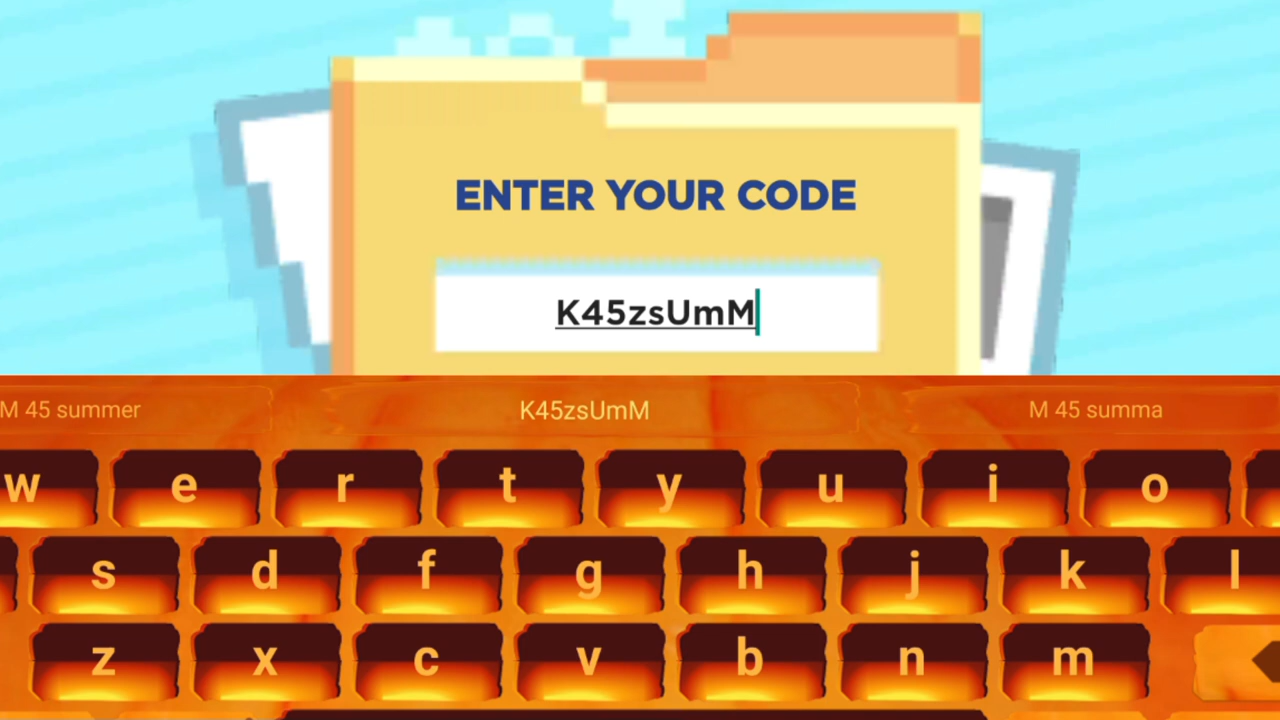 ENTER YOUR CODE
K45zsUmM
M 45 summer K45zsUmM M 45 summa
w e r t y u i o
s d f g h j k l
z x c v b n m